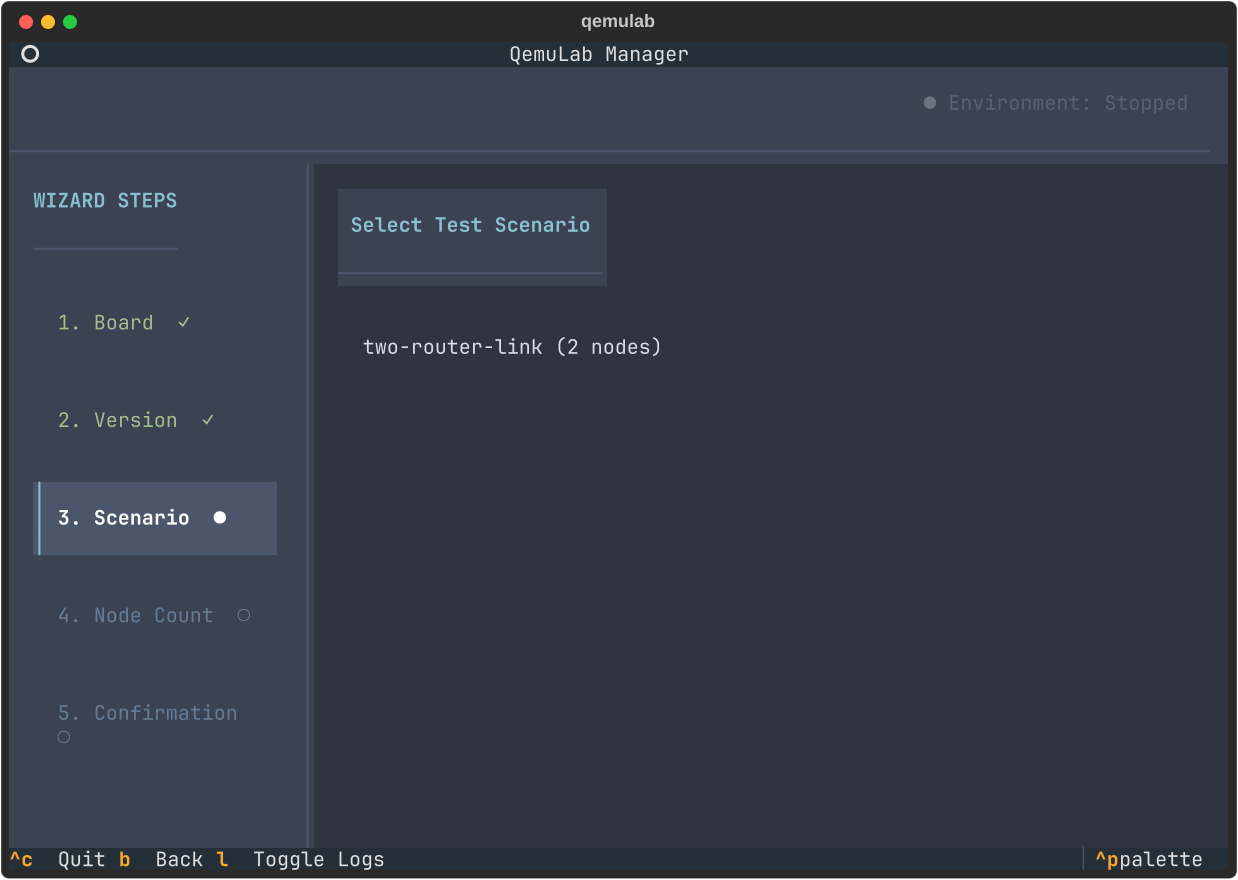 qemulab
QemuLab Manager
● Environment: Stopped
WIZARD STEPS
Select Test Scenario
1. Board ✓
two-router-link (2 nodes)
2. Version ✓
3. Scenario ●
4. Node Count ○
5. Confirmation
○
^c Quit b Back l Toggle Logs
^ppalette